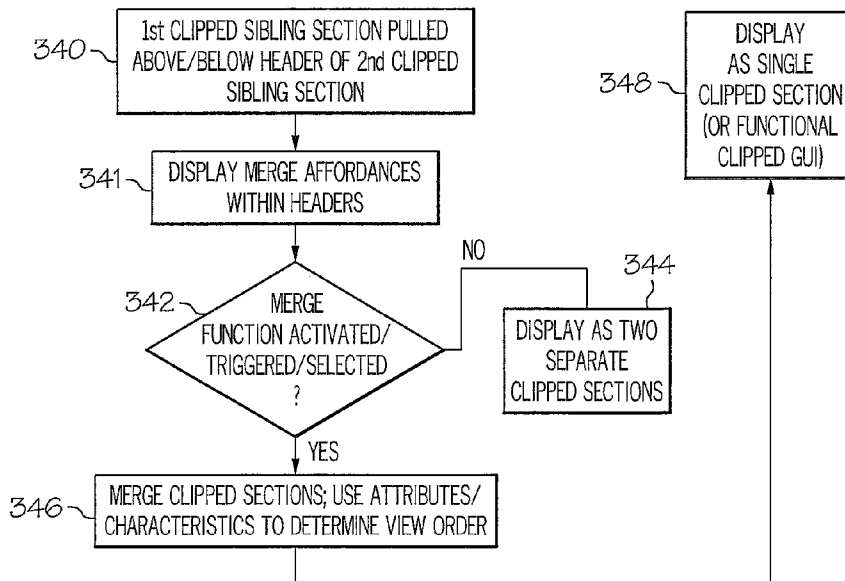 340
1st CLIPPED SIBLING SECTION PULLED
ABOVE/BELOW HEADER OF 2nd CLIPPED
SIBLING SECTION
341
DISPLAY MERGE AFFORDANCES
WITHIN HEADERS
342
MERGE
FUNCTION ACTIVATED/
TRIGGERED/SELECTED
?
NO
344
DISPLAY AS TWO
SEPARATE
CLIPPED SECTIONS
YES
346
MERGE CLIPPED SECTIONS; USE ATTRIBUTES/
CHARACTERISTICS TO DETERMINE VIEW ORDER
348
DISPLAY
AS SINGLE
CLIPPED SECTION
(OR FUNCTIONAL
CLIPPED GUI)